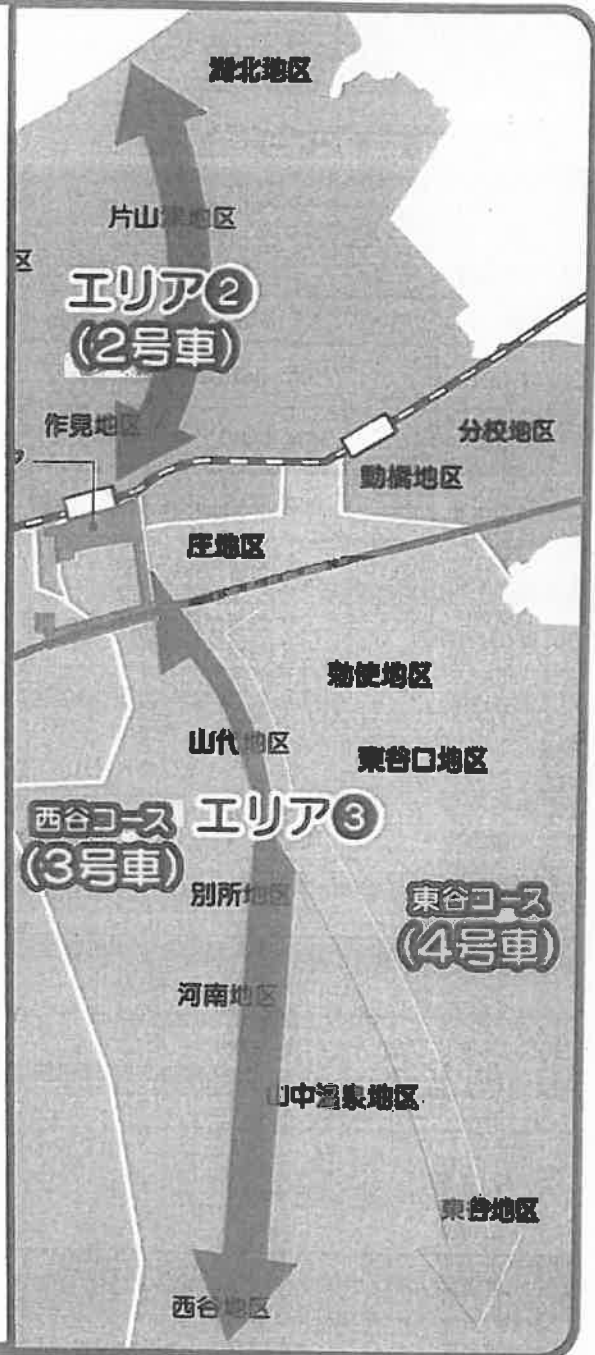 湖北地区
片山津地区
区
エリア②
(2号車)
作見地区
分校地区
動橋地区
庄地区
勅使地区
山代地区
東谷口地区
西谷コース
(3号車)
エリア③
別所地区
東谷コース
(4号車)
河南地区
山中温泉地区
東谷地区
西谷地区